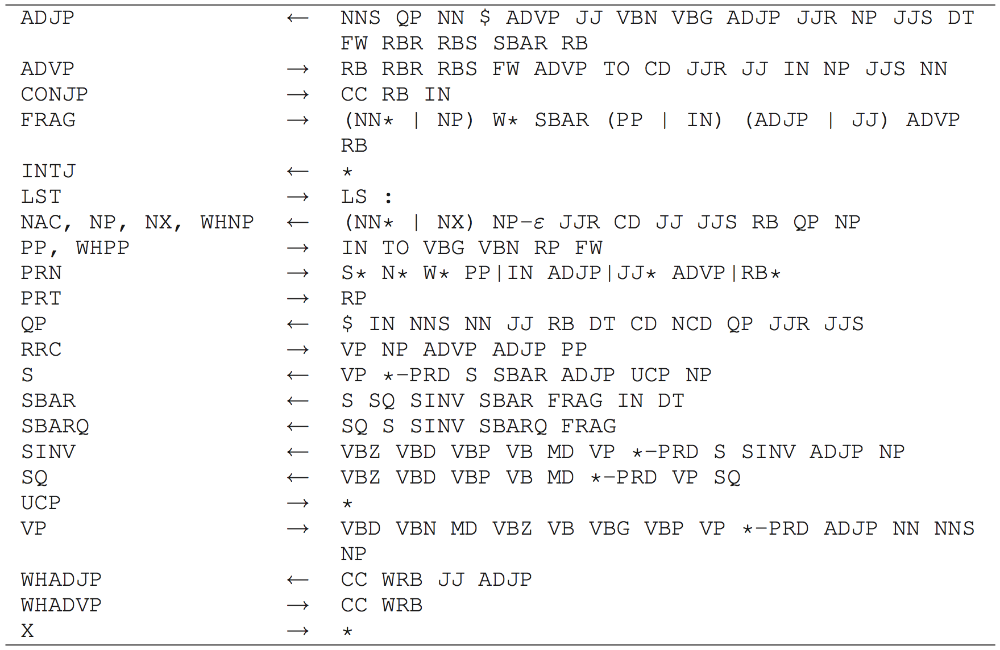 ADJP ← NNS QP NN $ ADVP JJ VBN VBG ADJP JJR NP JJS DT
FW RBR RBS SBAR RB
ADVP → RB RBR RBS FW ADVP TO CD JJR JJ IN NP JJS NN
CONJP → CC RB IN
FRAG → (NN* | NP) W* SBAR (PP | IN) (ADJP | JJ) ADVP
RB
INTJ ← *
LST → LS :
NAC, NP, NX, WHNP ← (NN* | NX) NP-ε JJR CD JJ JJS RB QP NP
PP, WHPP → IN TO VBG VBN RP FW
PRN → S* N* W* PP|IN ADJP|JJ* ADVP|RB*
PRT → RP
QP ← $ IN NNS NN JJ RB DT CD NCD QP JJR JJS
RRC → VP NP ADVP ADJP PP
S ← VP *-PRD S SBAR ADJP UCP NP
SBAR ← S SQ SINV SBAR FRAG IN DT
SBARQ ← SQ S SINV SBARQ FRAG
SINV ← VBZ VBD VBP VB MD VP *-PRD S SINV ADJP NP
SQ ← VBZ VBD VBP VB MD *-PRD VP SQ
UCP → *
VP → VBD VBN MD VBZ VB VBG VBP VP *-PRD ADJP NN NNS
NP
WHADJP ← CC WRB JJ ADJP
WHADVP → CC WRB
X → *